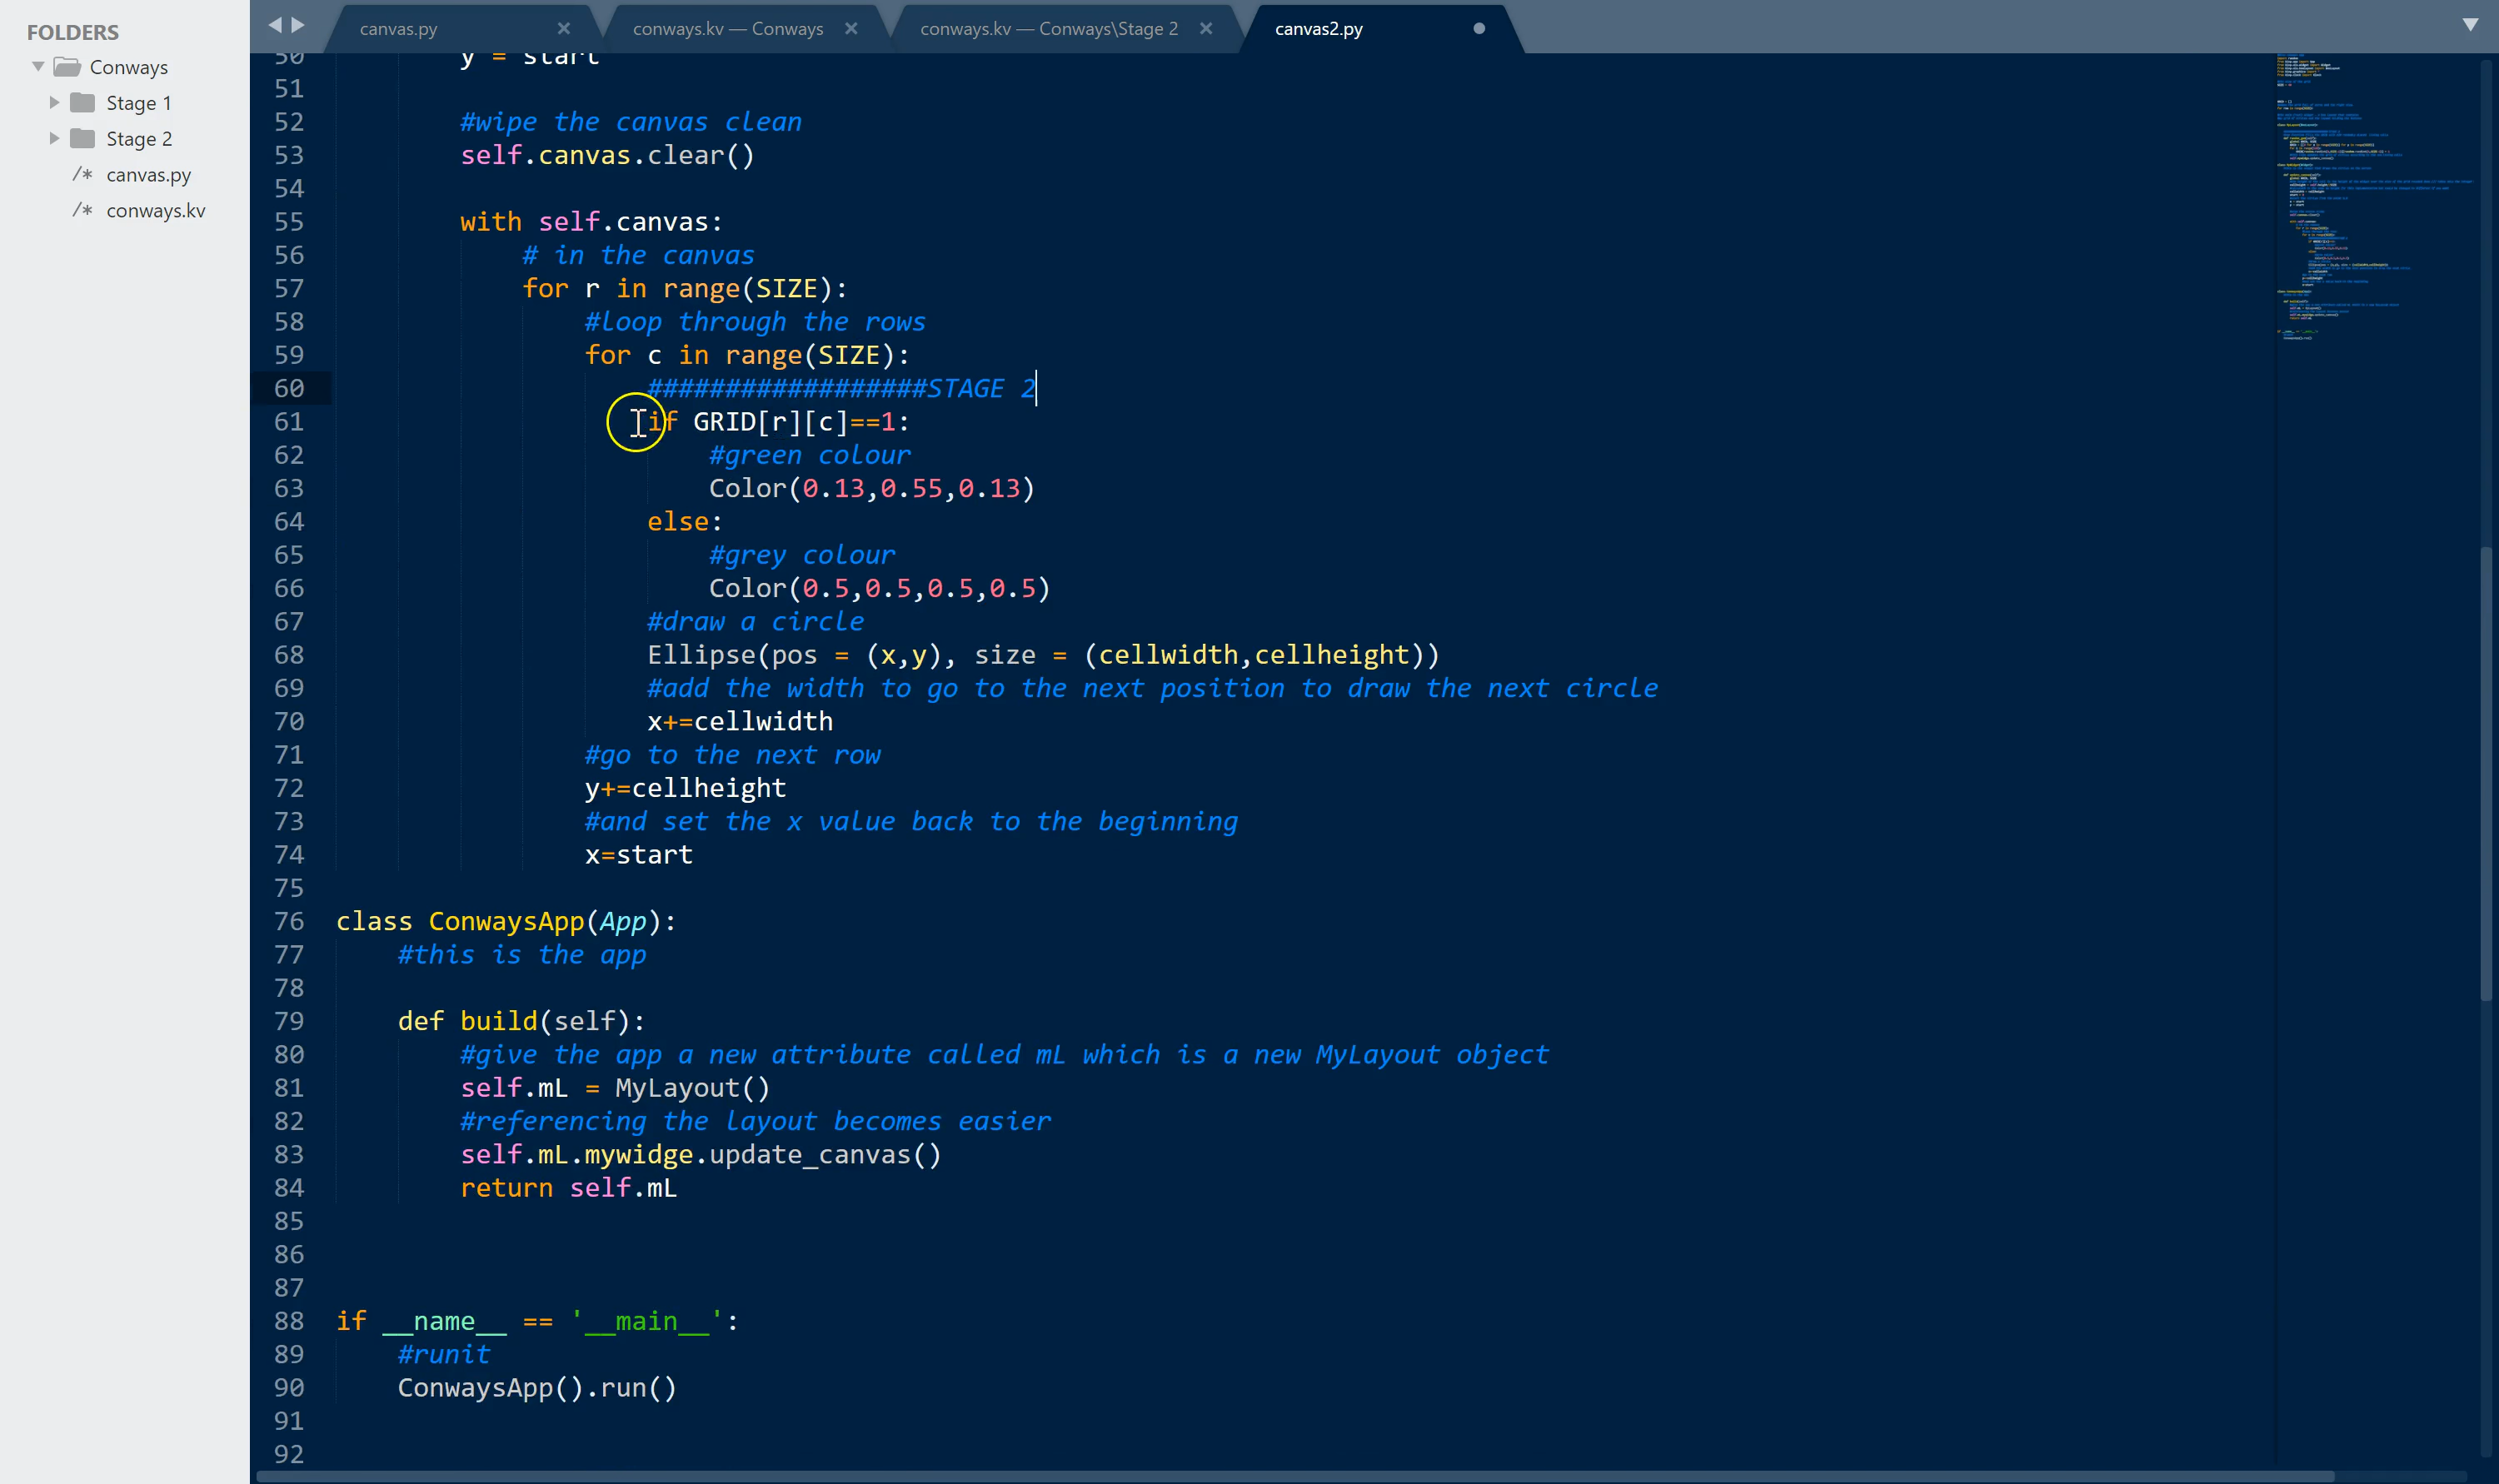 FOLDERS
Conways
Stage 1
Stage 2
/* canvas.py
/* conways.kv
canvas.py ×
conways.kv — Conways ×
conways.kv — Conways\Stage 2 ×
canvas2.py
50 y = start
51
52 #wipe the canvas clean
53 self.canvas.clear()
54
55 with self.canvas:
56 # in the canvas
57 for r in range(SIZE):
58 #loop through the rows
59 for c in range(SIZE):
60 ##################STAGE 2
61 if GRID[r][c]==1:
62 #green colour
63 Color(0.13,0.55,0.13)
64 else:
65 #grey colour
66 Color(0.5,0.5,0.5,0.5)
67 #draw a circle
68 Ellipse(pos = (x,y), size = (cellwidth,cellheight))
69 #add the width to go to the next position to draw the next circle
70 x+=cellwidth
71 #go to the next row
72 y+=cellheight
73 #and set the x value back to the beginning
74 x=start
75
76 class ConwaysApp(App):
77 #this is the app
78
79 def build(self):
80 #give the app a new attribute called mL which is a new MyLayout object
81 self.mL = MyLayout()
82 #referencing the layout becomes easier
83 self.mL.mywidge.update_canvas()
84 return self.mL
85
86
87
88 if __name__ == '__main__':
89 #runit
90 ConwaysApp().run()
91
92